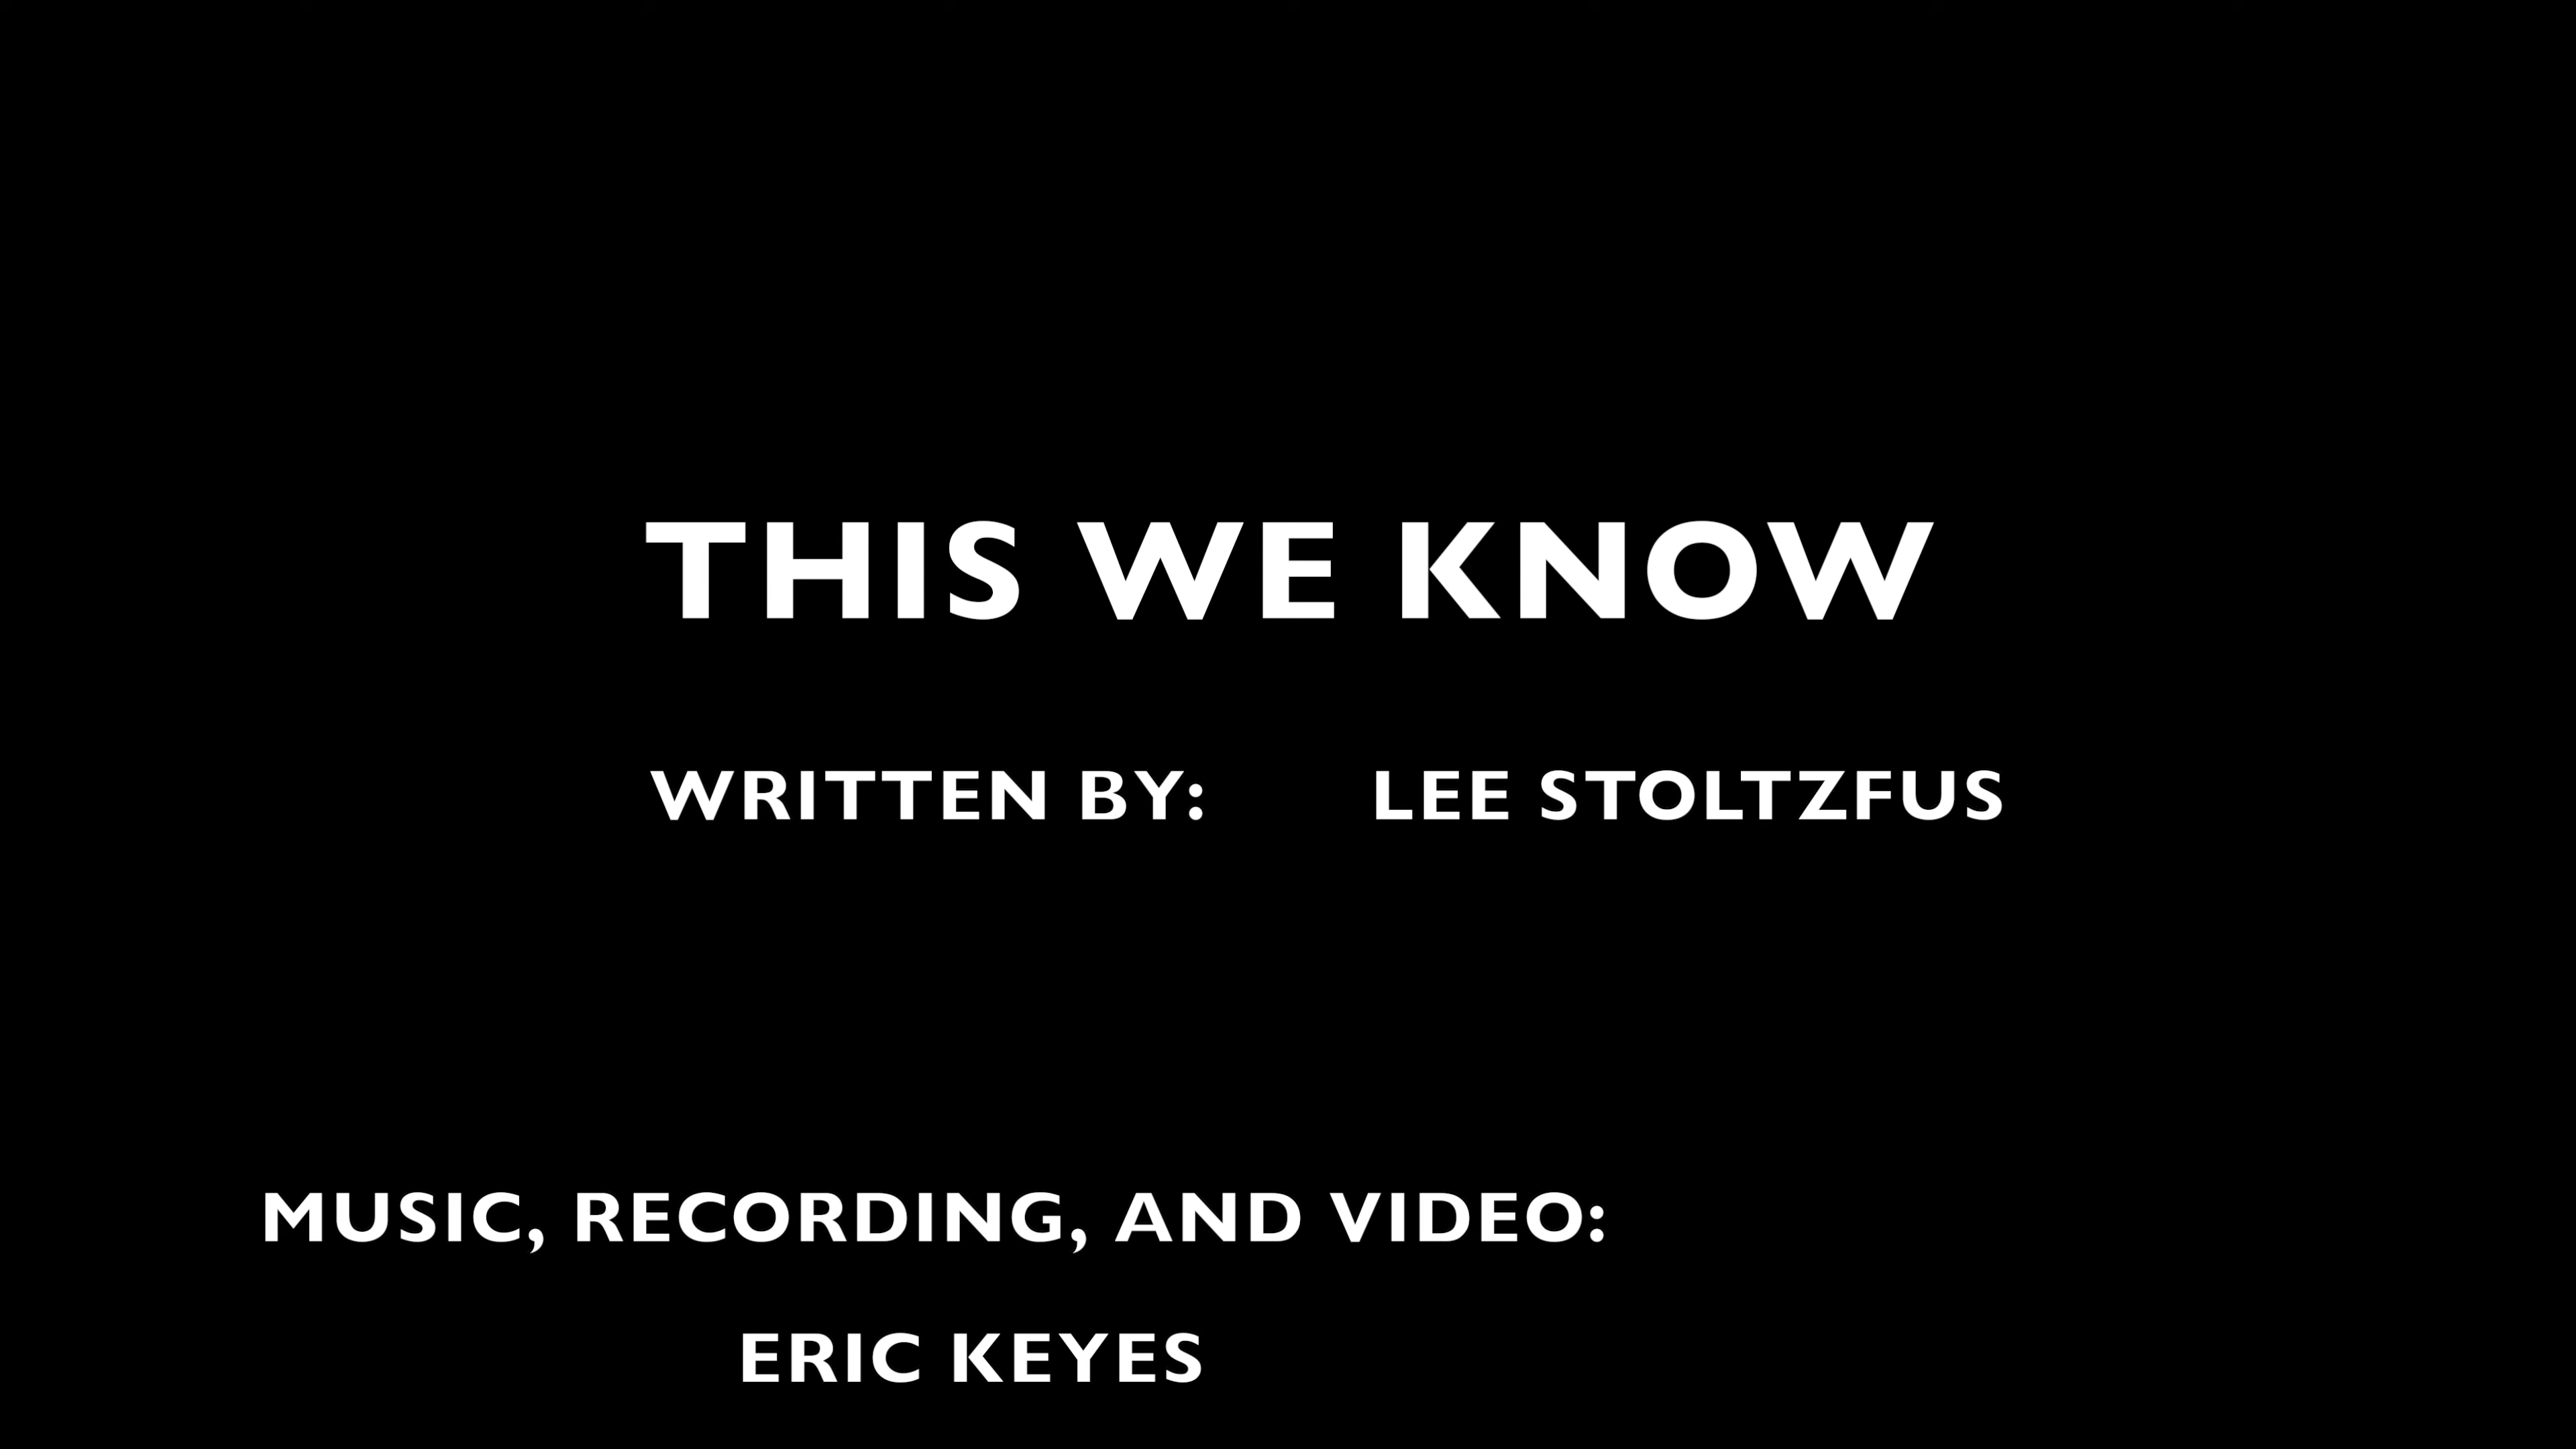 THIS WE KNOW
WRITTEN BY: LEE STOLTZFUS
MUSIC, RECORDING, AND VIDEO:
ERIC KEYES